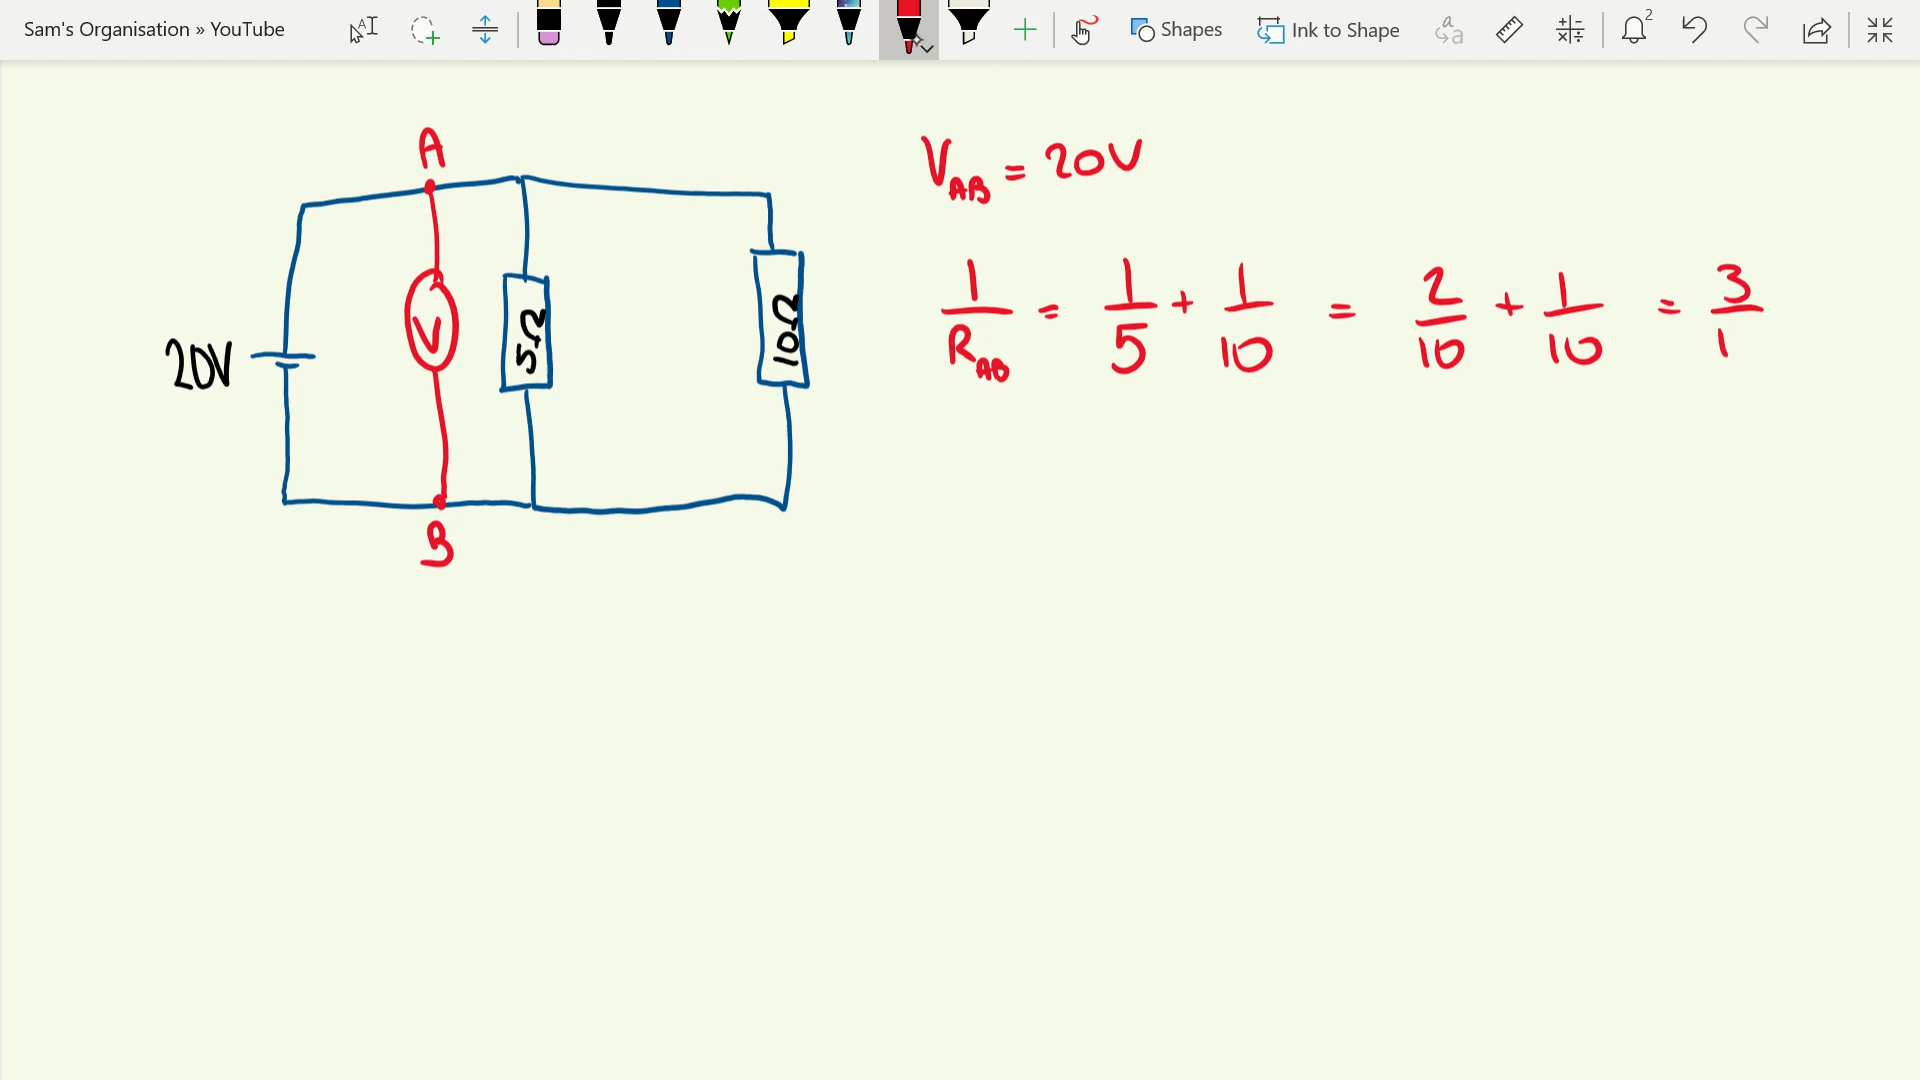 Sam's Organisation » YouTube
2
Shapes
Ink to Shape
A
V_AB = 20V
1/R_AB = 1/5 + 1/10 = 2/10 + 1/10 = 3/1
20V
V
5Ω
10Ω
B